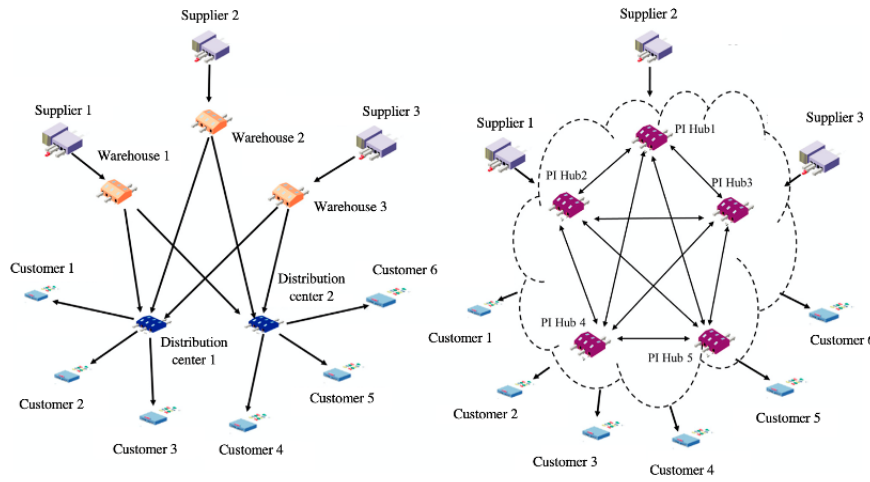 Supplier 2
Supplier 1
Supplier 3
Warehouse 2
Warehouse 1
Warehouse 3
Customer 1
Distribution
center 2
Customer 6
Distribution
center 1
Customer 2
Customer 5
Customer 3
Customer 4
Supplier 2
Supplier 1
Supplier 3
PI Hub1
PI Hub2
PI Hub3
PI Hub 4
PI Hub 5
Customer 1
Customer 6
Customer 2
Customer 5
Customer 3
Customer 4